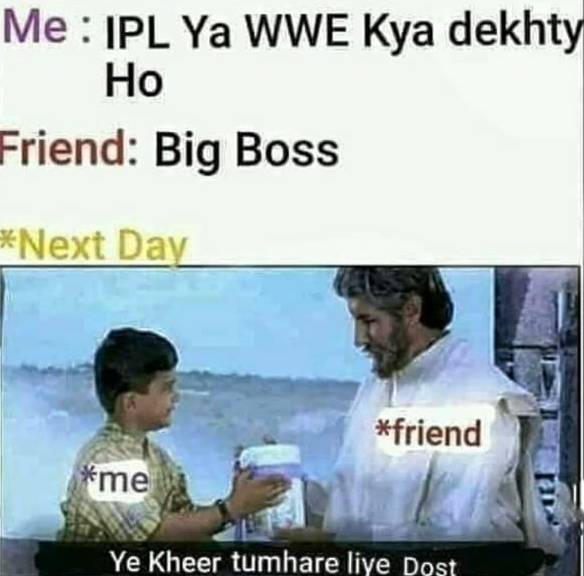 Me : IPL Ya WWE Kya dekhty
Ho
Friend: Big Boss
*Next Day
*friend
*me
Ye Kheer tumhare liye Dost